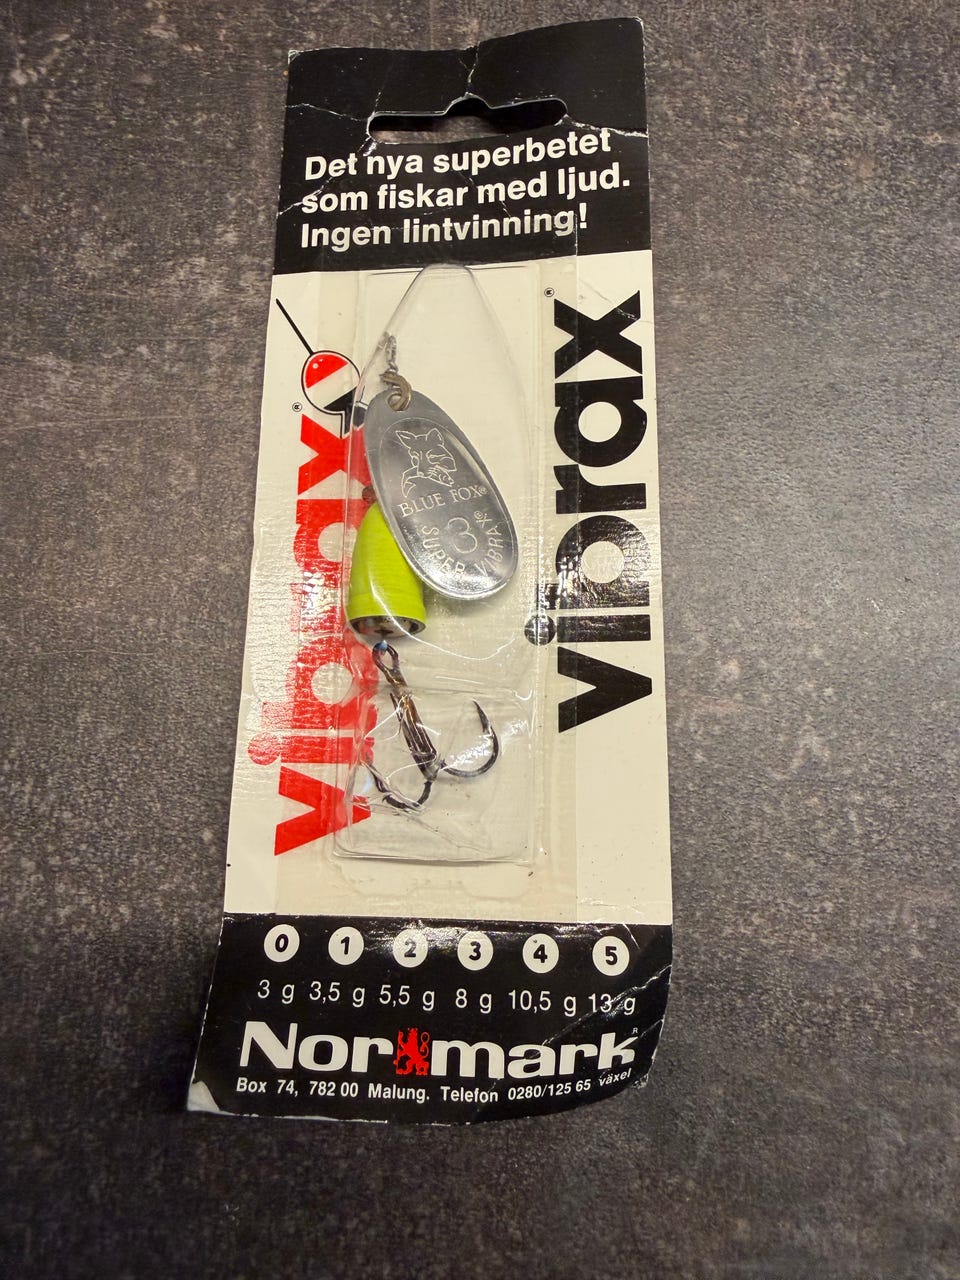 Det nya superbetet
som fiskar med ljud.
Ingen lintvinning!
vibrax®
vibrax®
BLUE FOX®
3
SUPER VIBRAX®
0 1 2 3 4 5
3 g 3,5 g 5,5 g 8 g 10,5 g 13 g
Normark R
Box 74, 782 00 Malung. Telefon 0280/125 65 växel